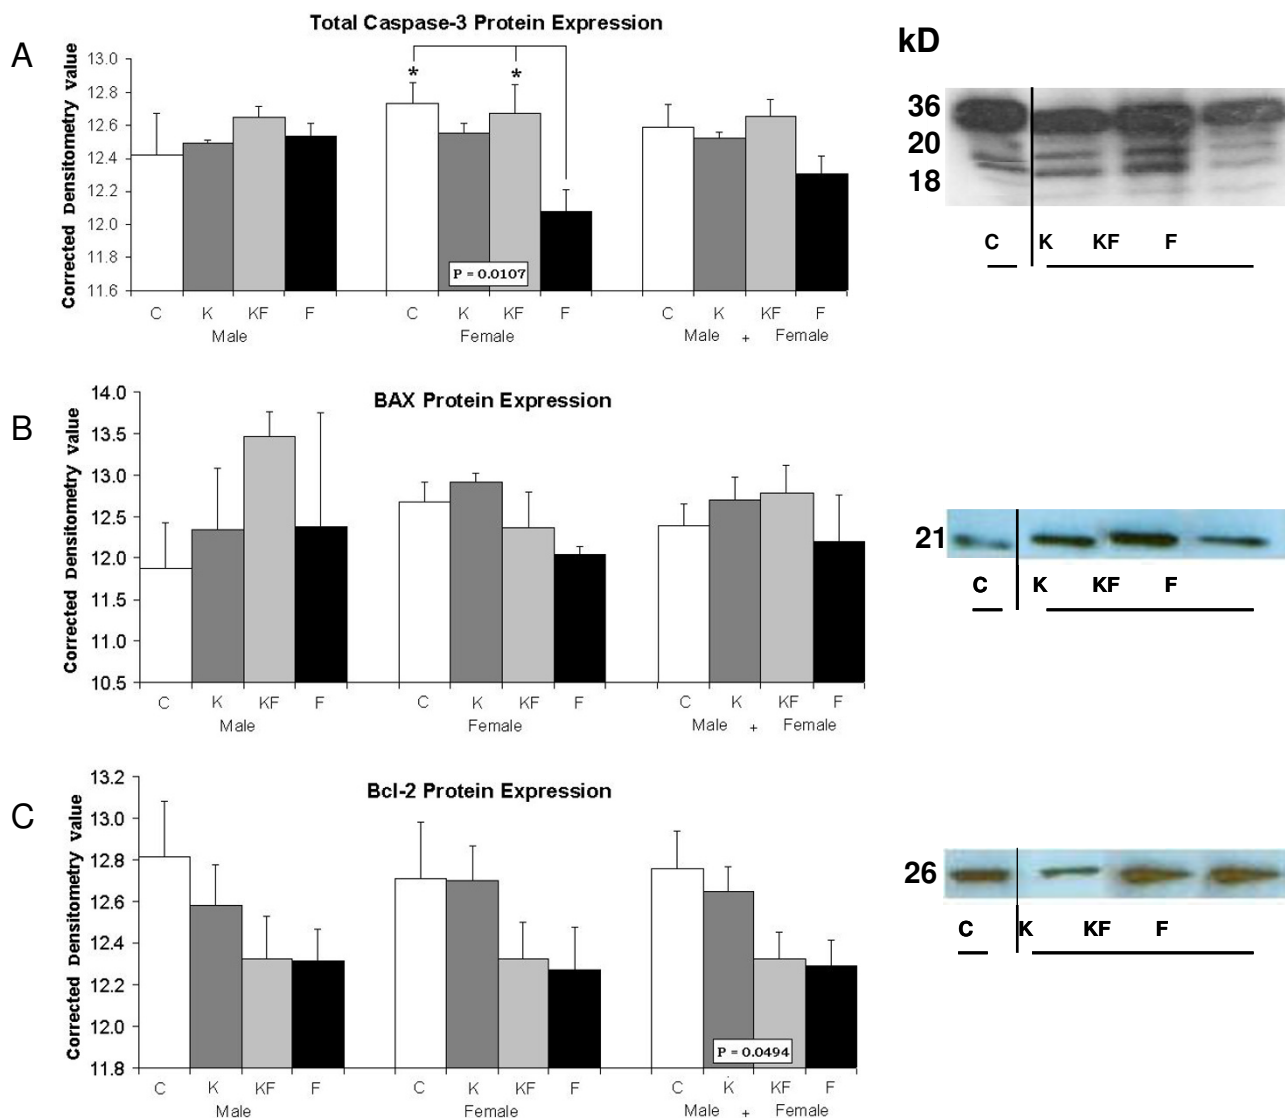 Total Caspase-3 Protein Expression
A
Corrected Densitometry value
13.0
12.8
12.6
12.4
12.2
12.0
11.8
11.6
* *
P = 0.0107
C K KF F C K KF F C K KF F
Male Female Male + Female
kD
36
20
18
C K KF F
BAX Protein Expression
B
Corrected Densitometry value
14.0
13.5
13.0
12.5
12.0
11.5
11.0
10.5
C K KF F C K KF F C K KF F
Male Female Male + Female
21
C K KF F
Bcl-2 Protein Expression
C
Corrected Densitometry value
13.2
13.0
12.8
12.6
12.4
12.2
12.0
11.8
P = 0.0494
C K KF F C K KF F C K KF F
Male Female Male + Female
26
C K KF F